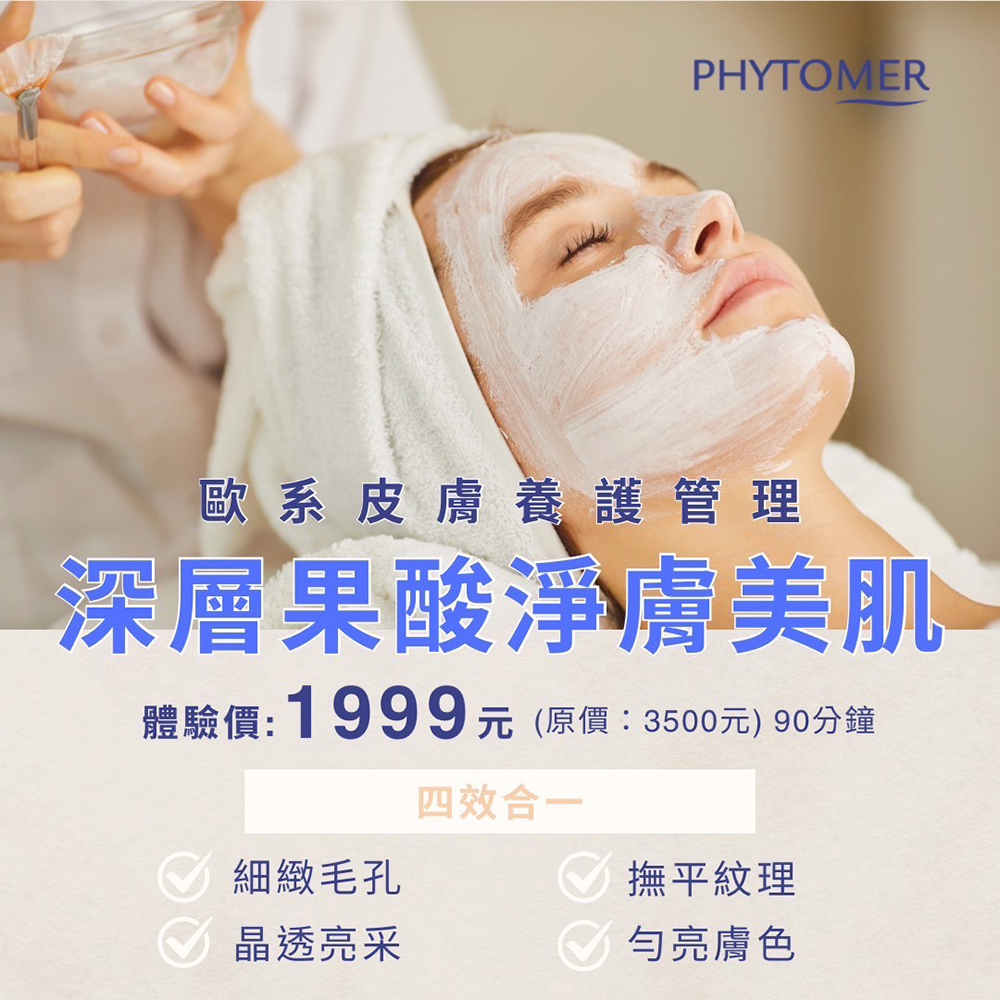 PHYTOMER
歐系皮膚養護管理
深層果酸淨膚美肌
體驗價:1999元 (原價：3500元) 90分鐘
四效合一
細緻毛孔
撫平紋理
晶透亮采
勻亮膚色